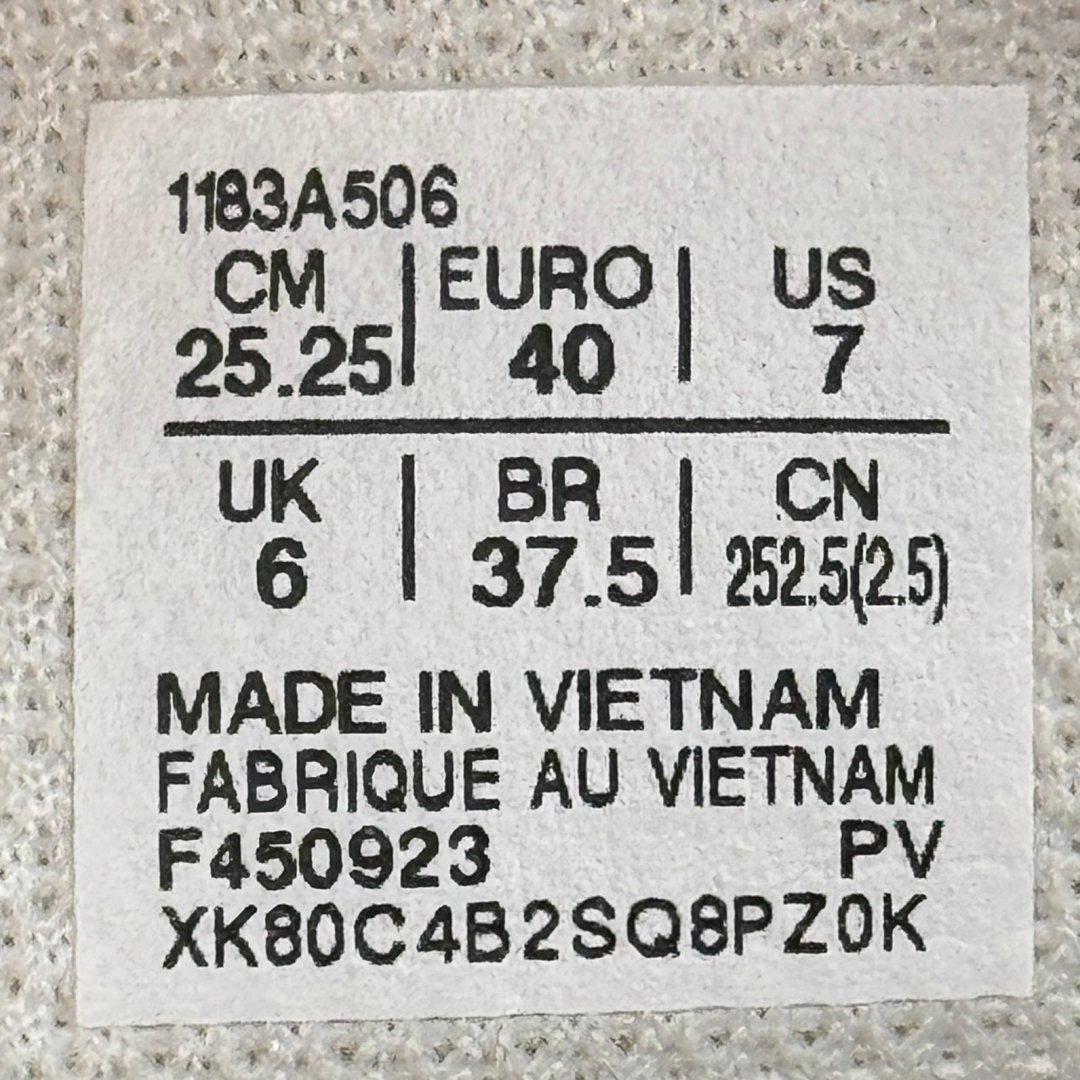 1183A506
CM | EURO | US
25.25 | 40 | 7
UK | BR | CN
6 | 37.5 | 252.5(2.5)
MADE IN VIETNAM
FABRIQUE AU VIETNAM
F450923 PV
XK80C4B2SQ8PZ0K